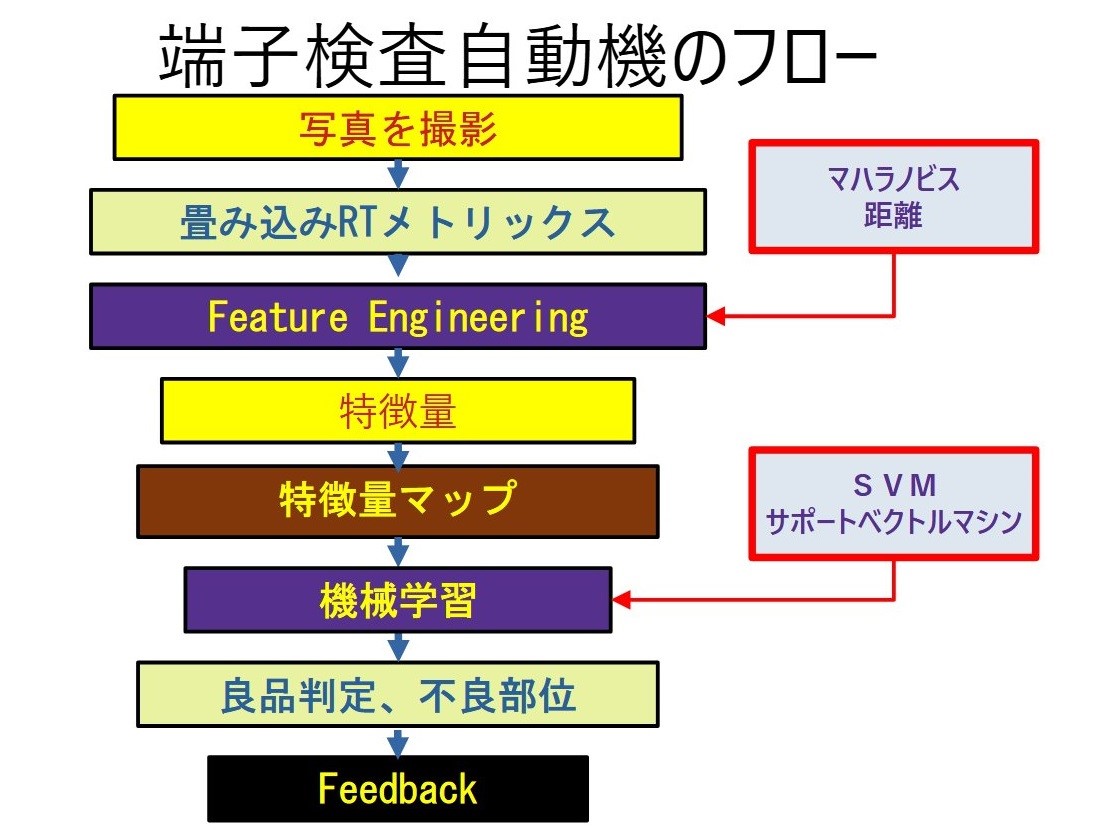 端子検査自動機のフロー
写真を撮影
畳み込みRTメトリックス
マハラノビス
距離
Feature Engineering
特徴量
特徴量マップ
ＳＶＭ
サポートベクトルマシン
機械学習
良品判定、不良部位
Feedback